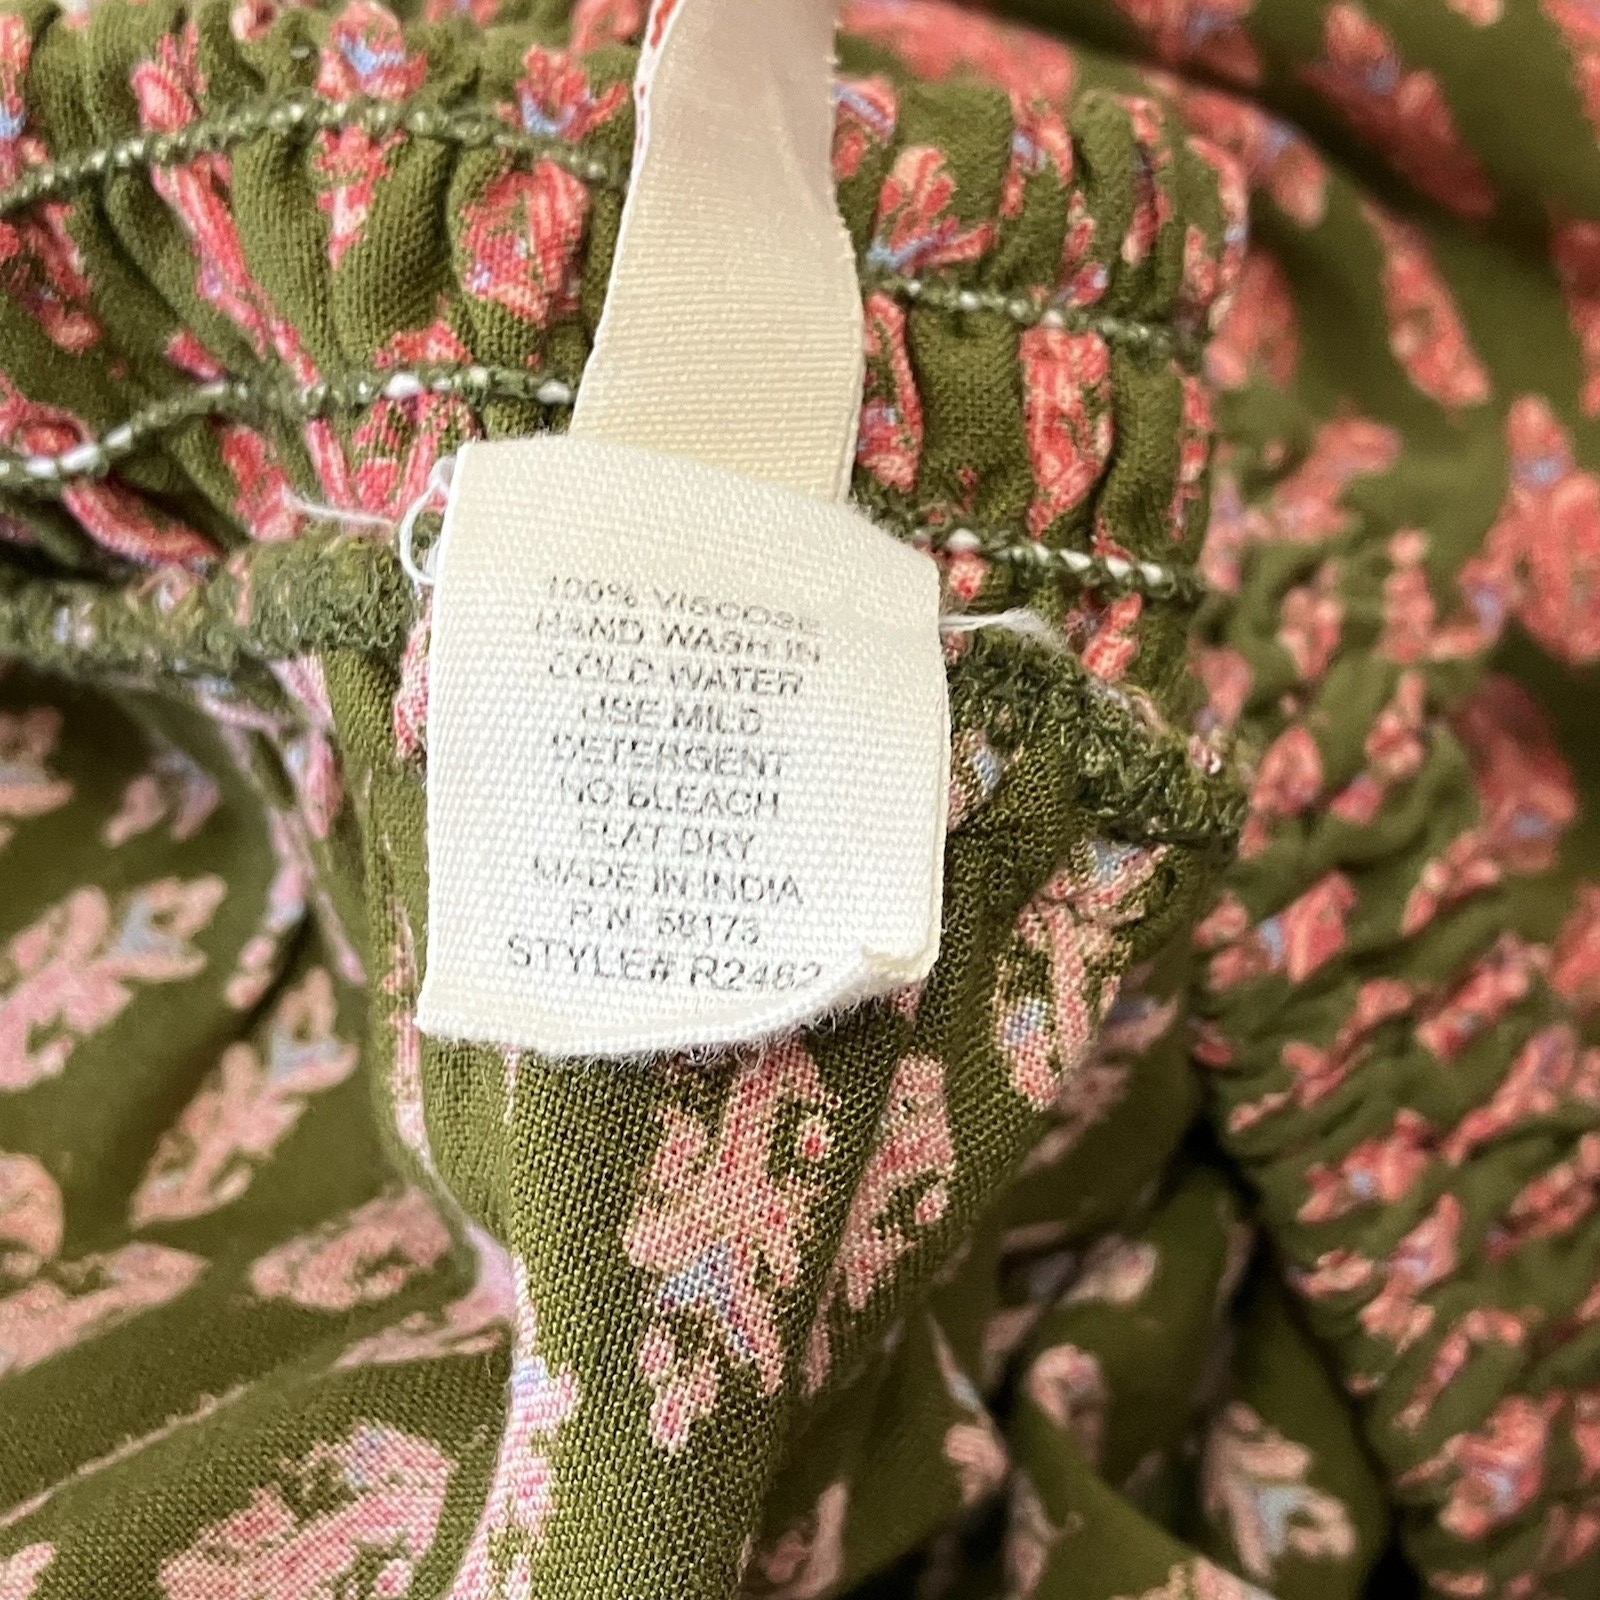 100% VISCOSE
HAND WASH IN
COLD WATER
USE MILD
DETERGENT
NO BLEACH
FLAT DRY
MADE IN INDIA
R.N. 58173
STYLE# R2462